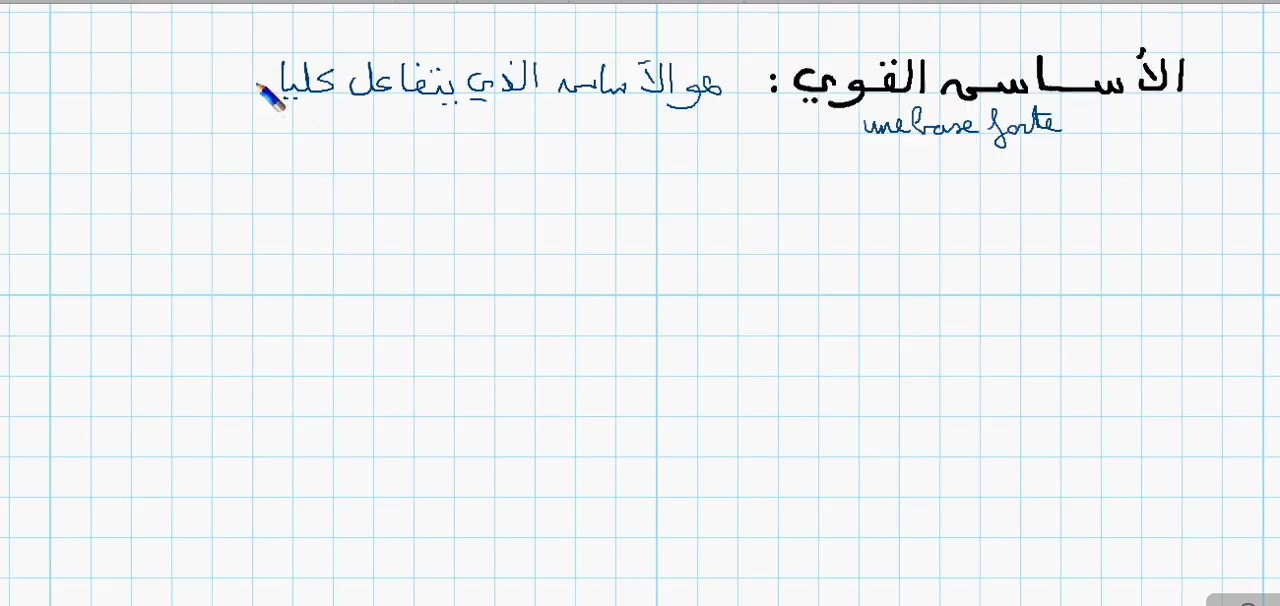 الأساس القوي : هو الأساس الذي يتفاعل كليا
une base forte